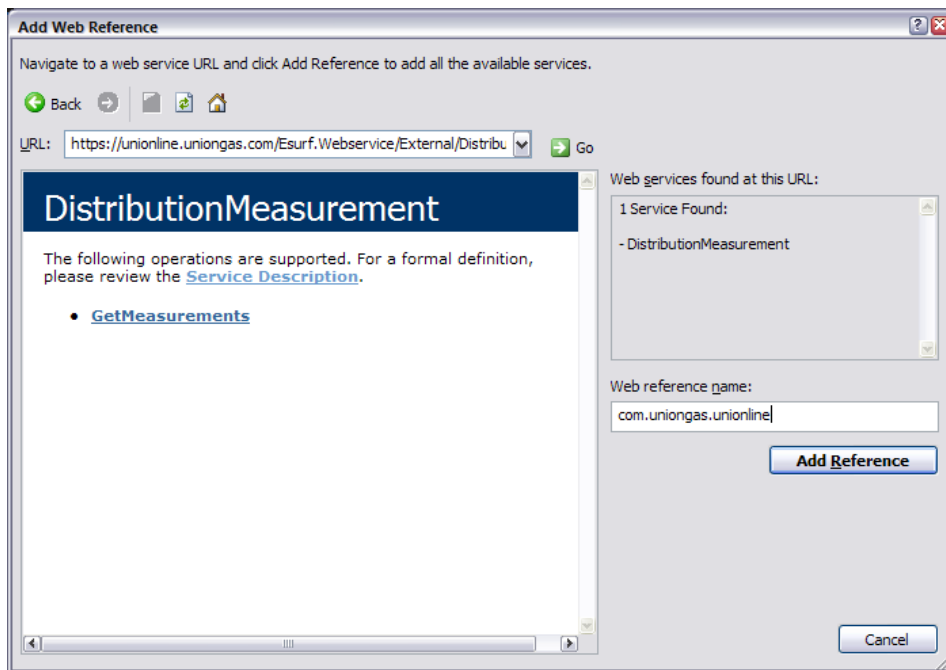 Add Web Reference
Navigate to a web service URL and click Add Reference to add all the available services.
Back
URL: https://unionline.uniongas.com/Esurf.Webservice/External/Distribu Go
DistributionMeasurement
The following operations are supported. For a formal definition,
please review the Service Description.
• GetMeasurements
Web services found at this URL:
1 Service Found:
- DistributionMeasurement
Web reference name:
com.uniongas.unionline
Add Reference
Cancel